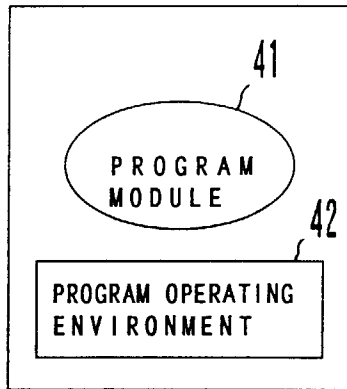 41
PROGRAM
MODULE
42
PROGRAM OPERATING
ENVIRONMENT